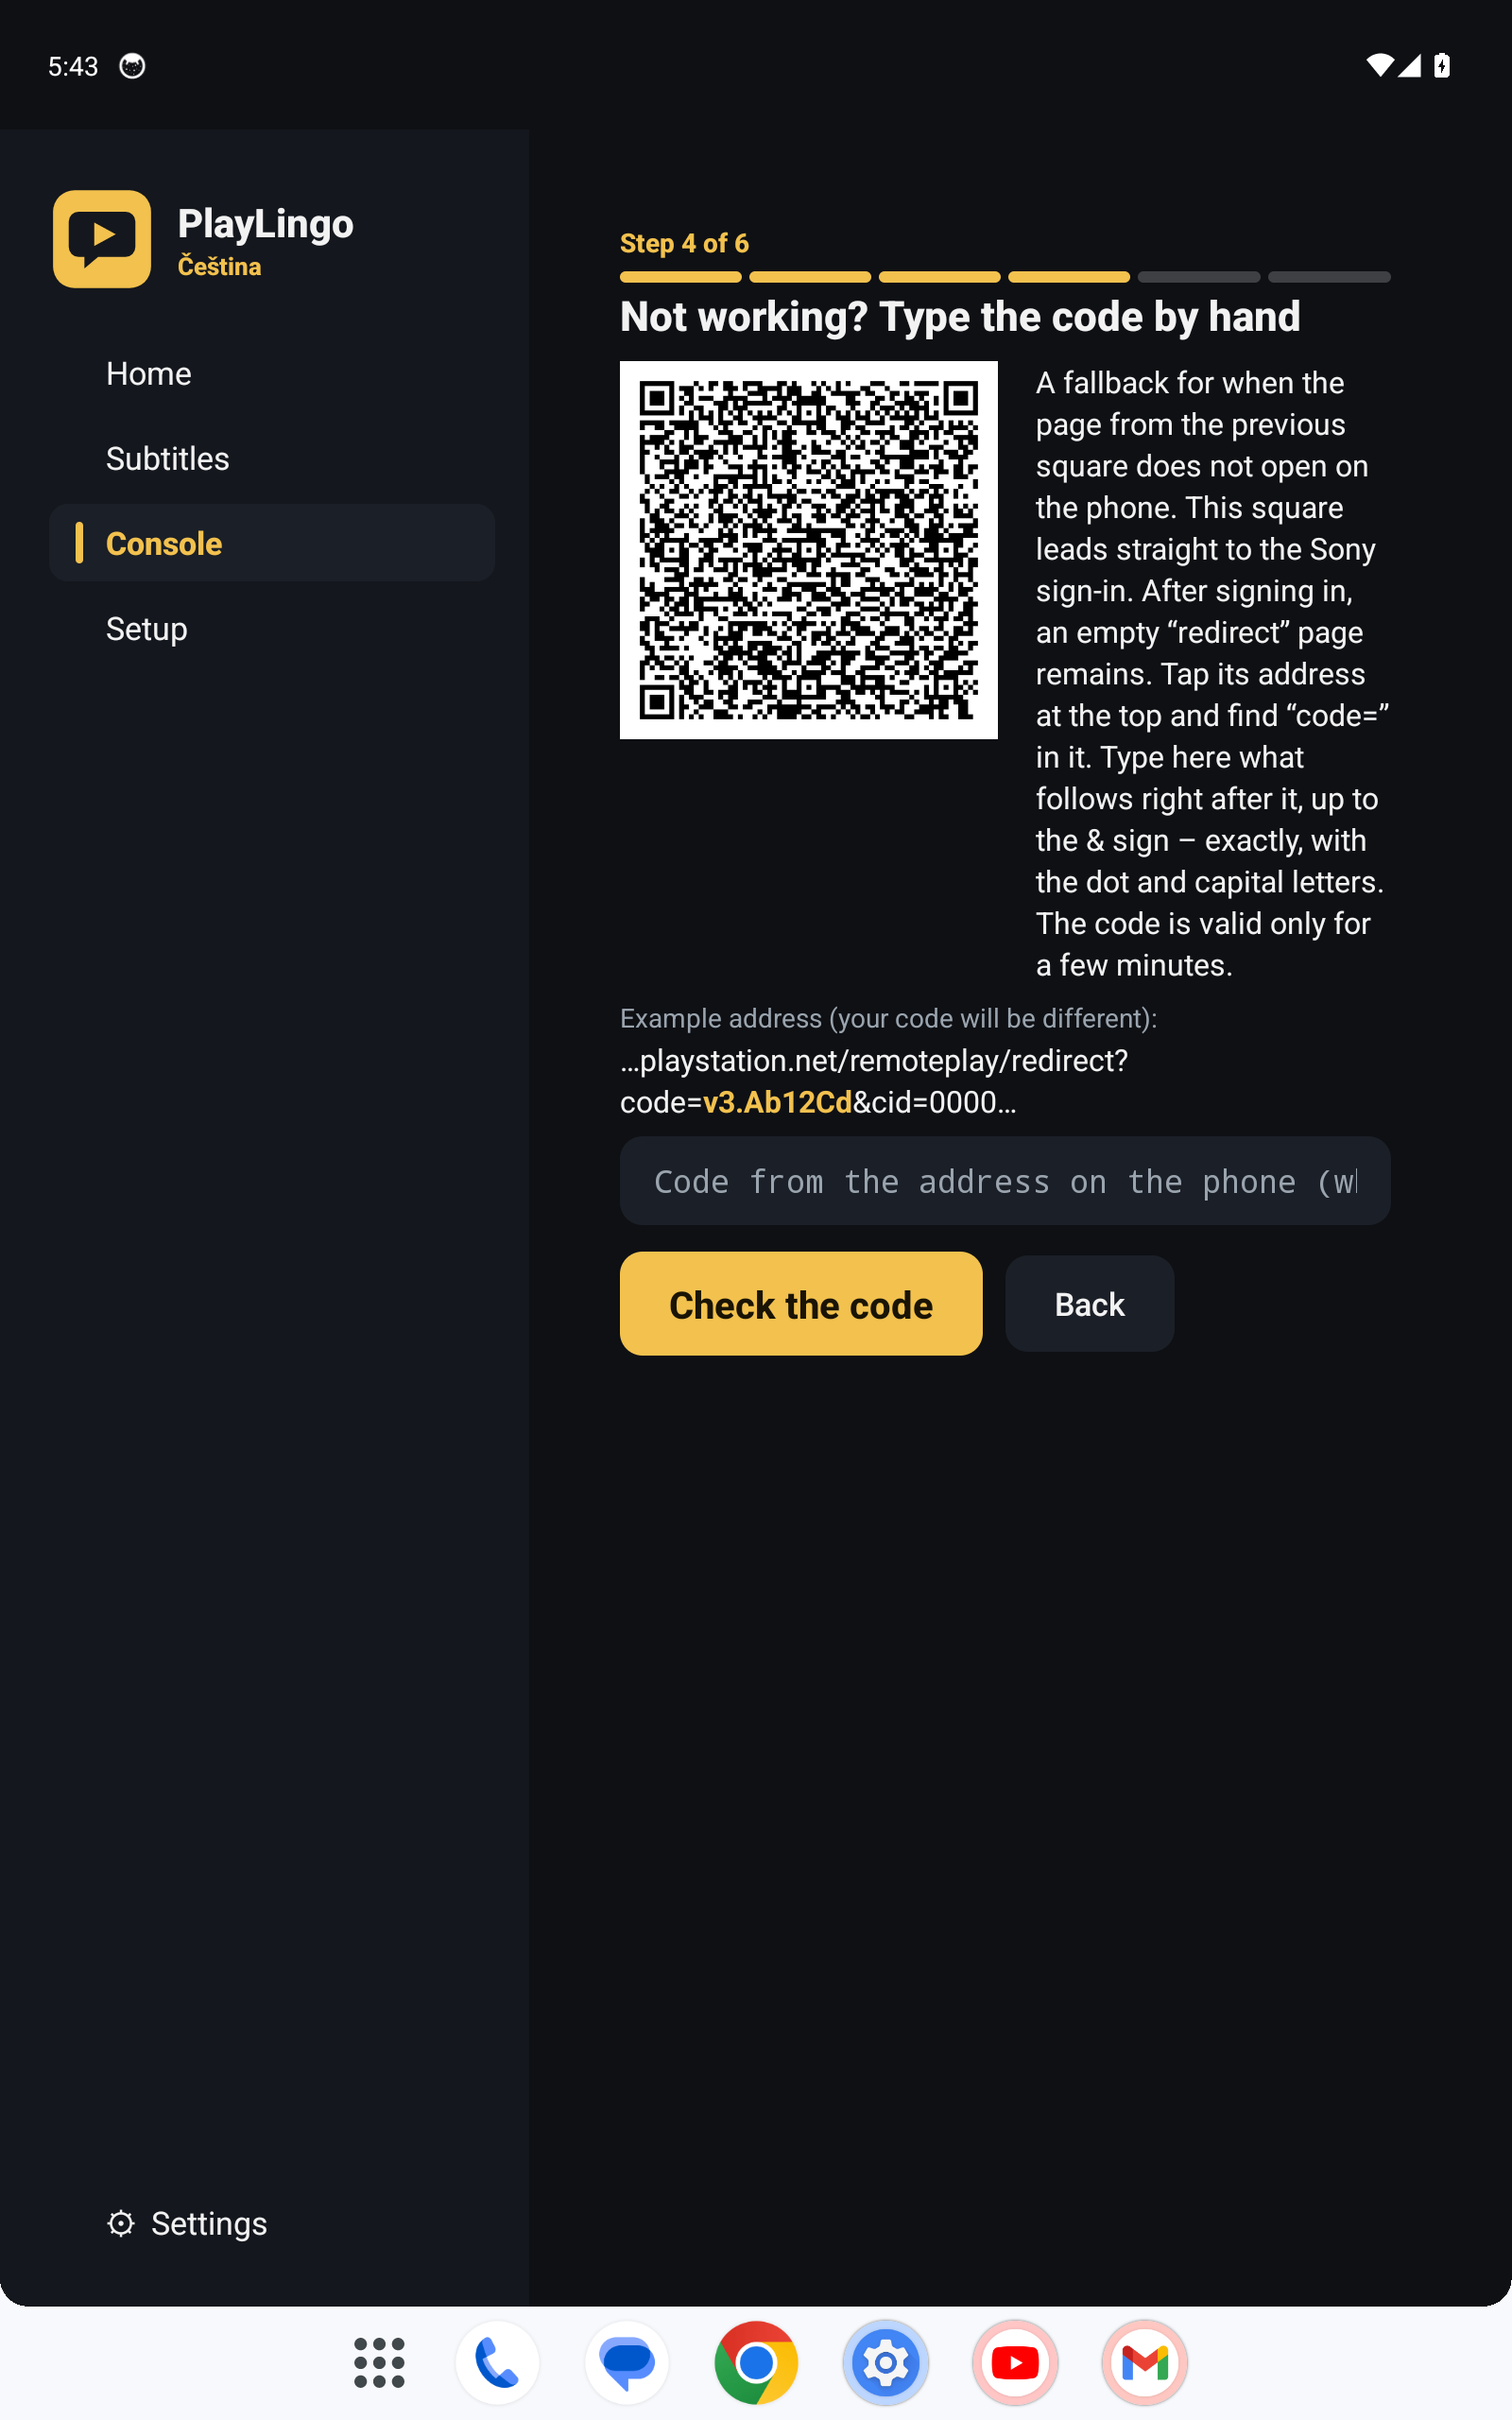 5:43
PlayLingo
Čeština
Home
Subtitles
Console
Setup
Settings
Step 4 of 6
Not working? Type the code by hand
A fallback for when the
page from the previous
square does not open on
the phone. This square
leads straight to the Sony
sign-in. After signing in,
an empty “redirect” page
remains. Tap its address
at the top and find “code=”
in it. Type here what
follows right after it, up to
the & sign – exactly, with
the dot and capital letters.
The code is valid only for
a few minutes.
Example address (your code will be different):
…playstation.net/remoteplay/redirect?
code=v3.Ab12Cd&cid=0000…
Code from the address on the phone
Check the code
Back